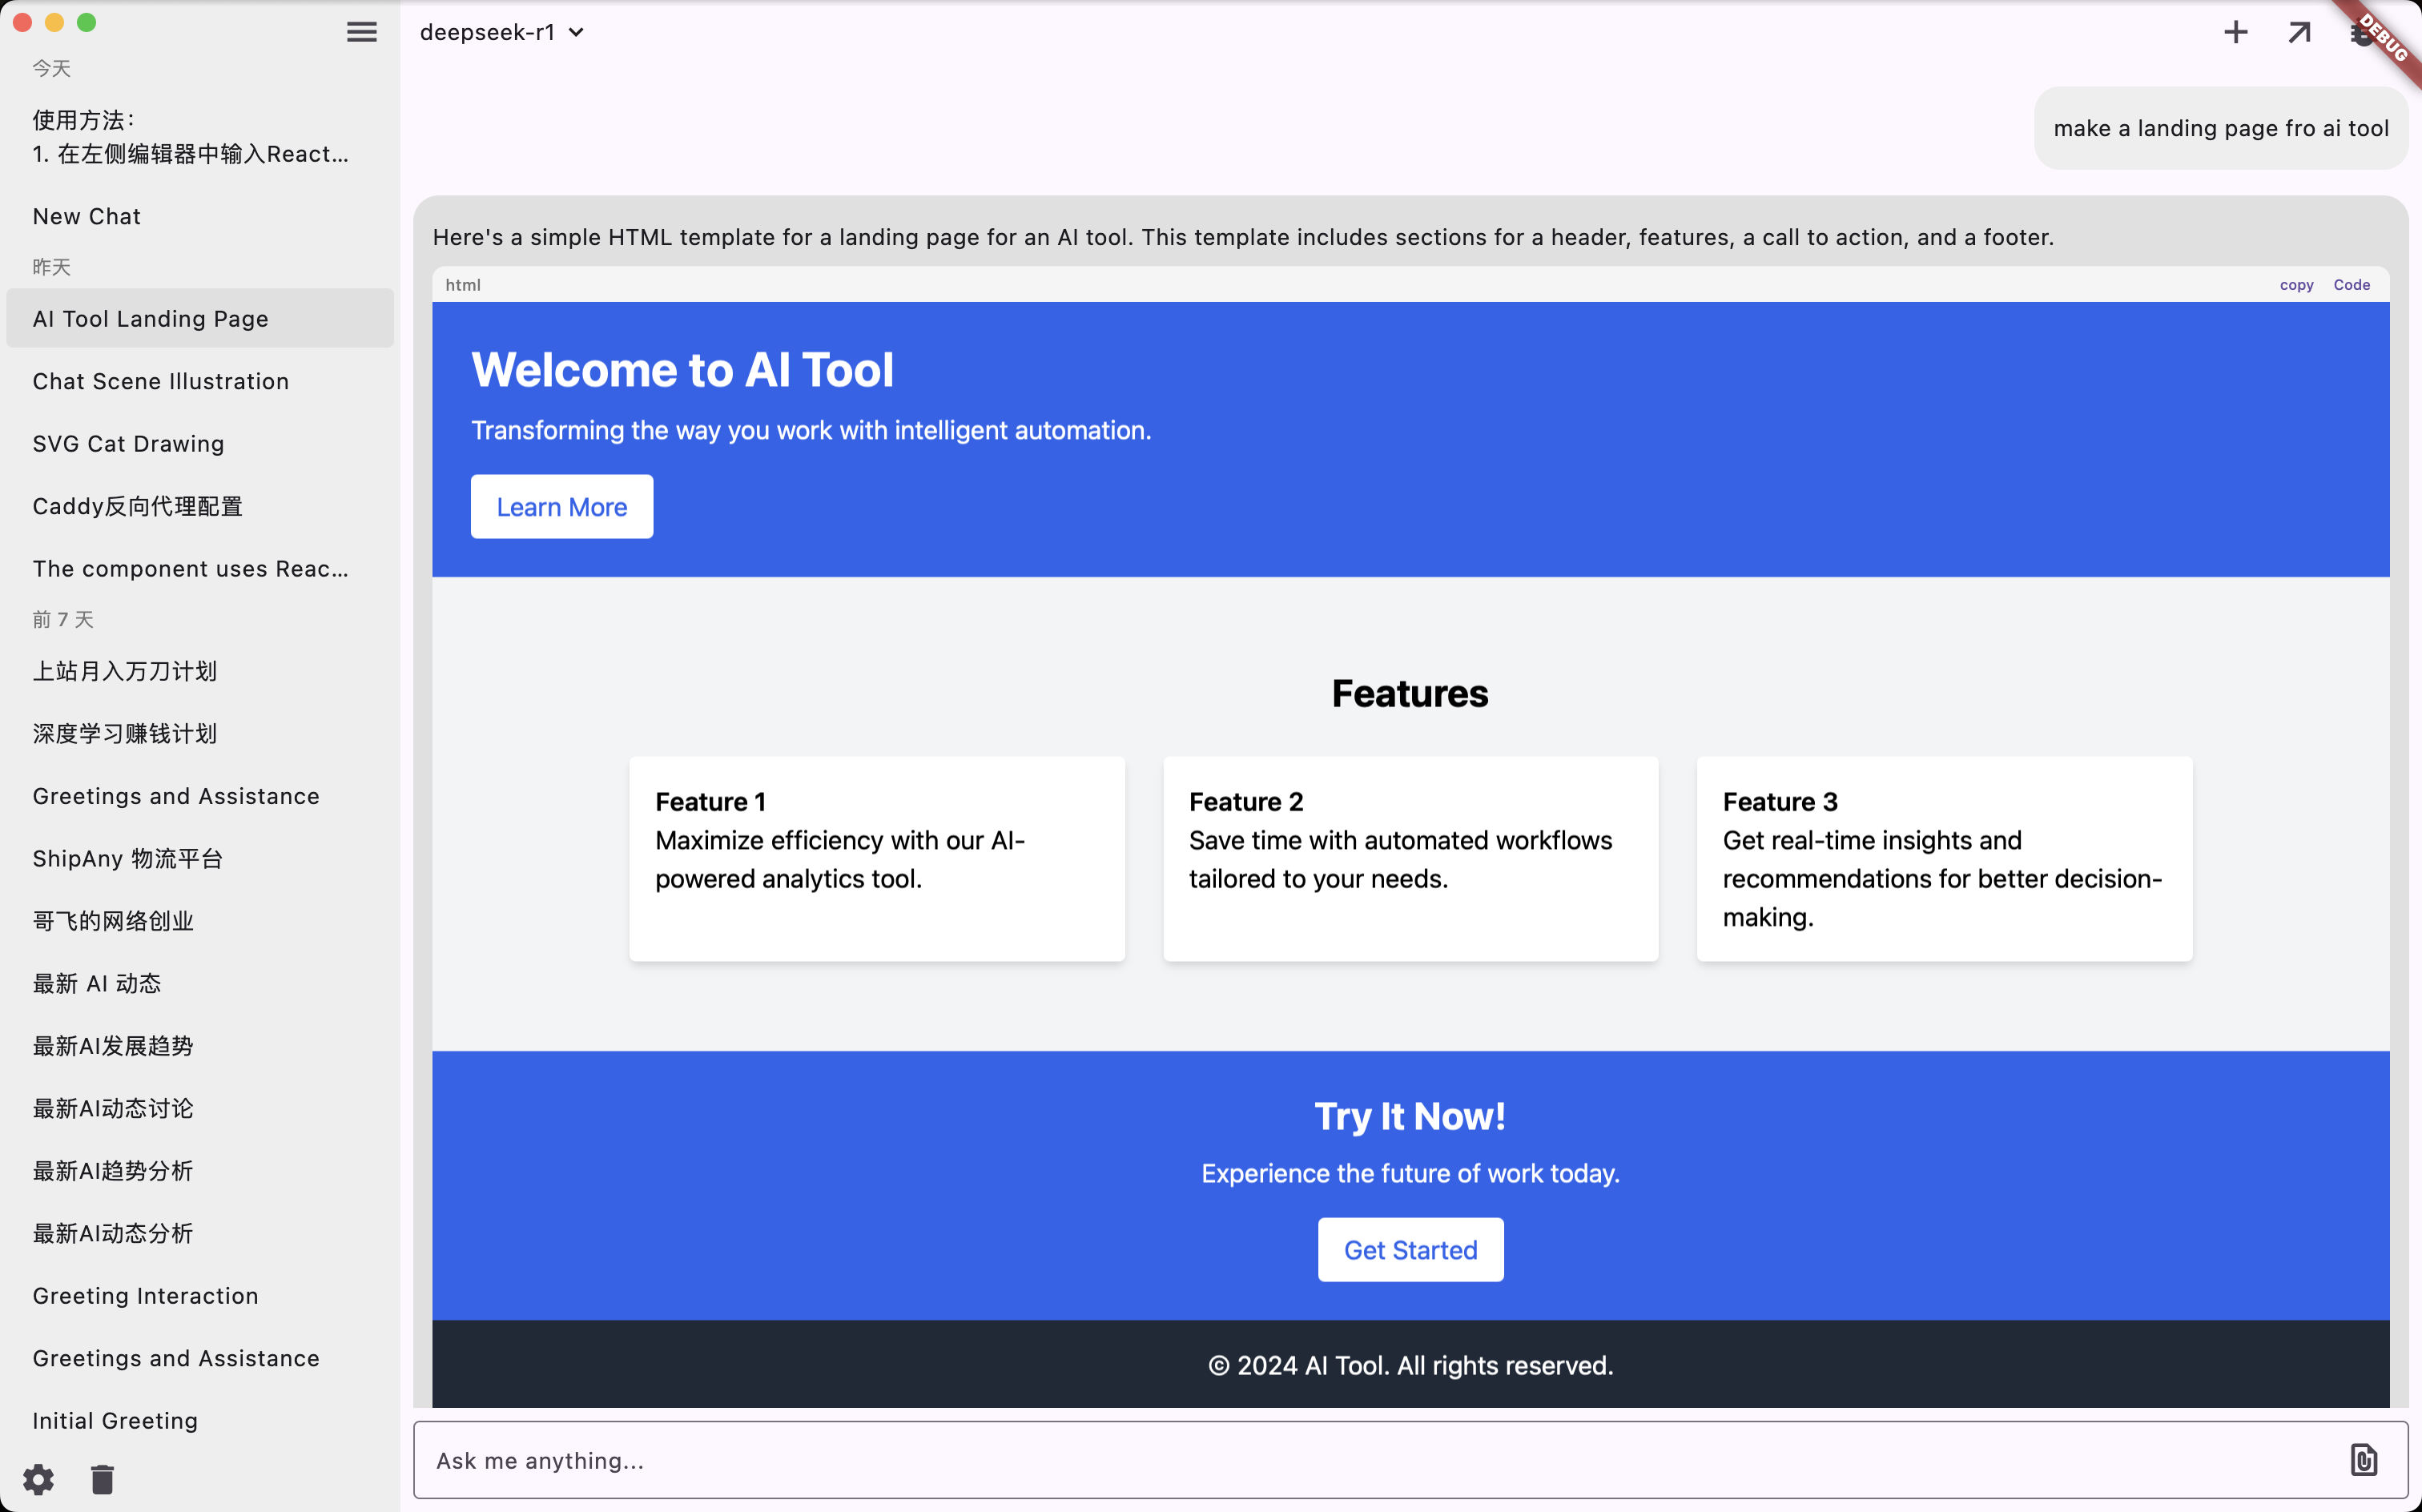 今天
使用方法：
1. 在左侧编辑器中输入React...
New Chat
昨天
AI Tool Landing Page
Chat Scene Illustration
SVG Cat Drawing
Caddy反向代理配置
The component uses Reac...
前 7 天
上站月入万刀计划
深度学习赚钱计划
Greetings and Assistance
ShipAny 物流平台
哥飞的网络创业
最新 AI 动态
最新AI发展趋势
最新AI动态讨论
最新AI趋势分析
最新AI动态分析
Greeting Interaction
Greetings and Assistance
Initial Greeting
deepseek-r1
DEBUG
make a landing page fro ai tool
Here's a simple HTML template for a landing page for an AI tool. This template includes sections for a header, features, a call to action, and a footer.
html copy Code
Welcome to AI Tool
Transforming the way you work with intelligent automation.
Learn More
Features
Feature 1
Maximize efficiency with our AI-
powered analytics tool.
Feature 2
Save time with automated workflows
tailored to your needs.
Feature 3
Get real-time insights and
recommendations for better decision-
making.
Try It Now!
Experience the future of work today.
Get Started
© 2024 AI Tool. All rights reserved.
Ask me anything...